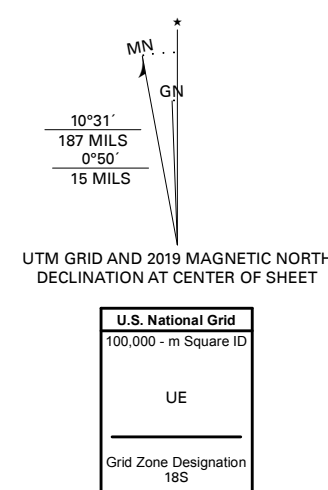 ★
MN
GN
10°31´
187 MILS
0°50´
15 MILS
UTM GRID AND 2019 MAGNETIC NORTH
DECLINATION AT CENTER OF SHEET
U.S. National Grid
100,000 - m Square ID
UE
Grid Zone Designation
18S